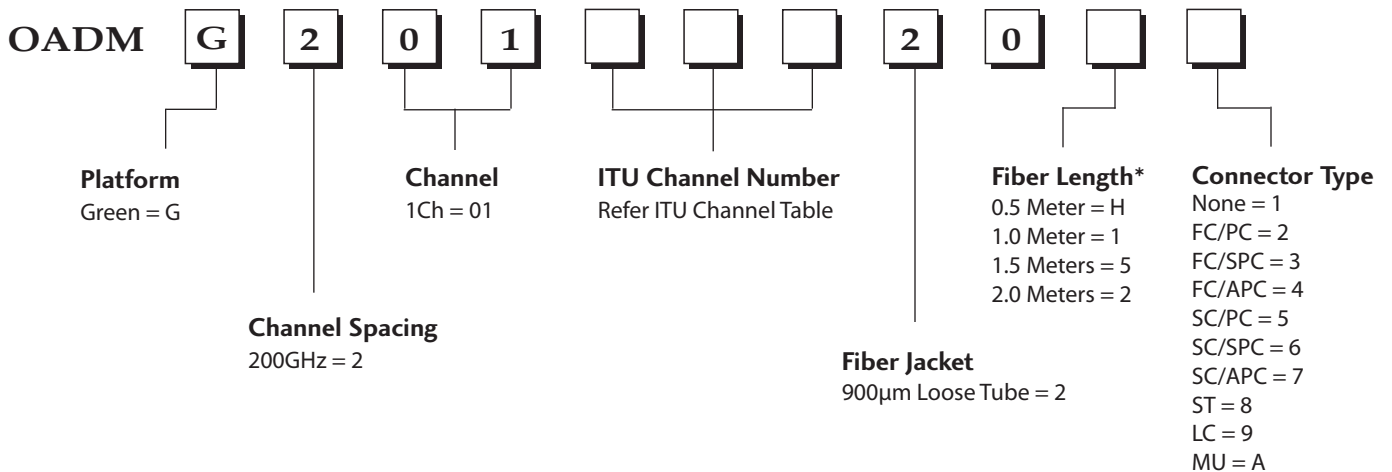 OADM G 2 0 1 2 0
Platform
Green = G
Channel Spacing
200GHz = 2
Channel
1Ch = 01
ITU Channel Number
Refer ITU Channel Table
Fiber Jacket
900μm Loose Tube = 2
Fiber Length*
0.5 Meter = H
1.0 Meter = 1
1.5 Meters = 5
2.0 Meters = 2
Connector Type
None = 1
FC/PC = 2
FC/SPC = 3
FC/APC = 4
SC/PC = 5
SC/SPC = 6
SC/APC = 7
ST = 8
LC = 9
MU = A